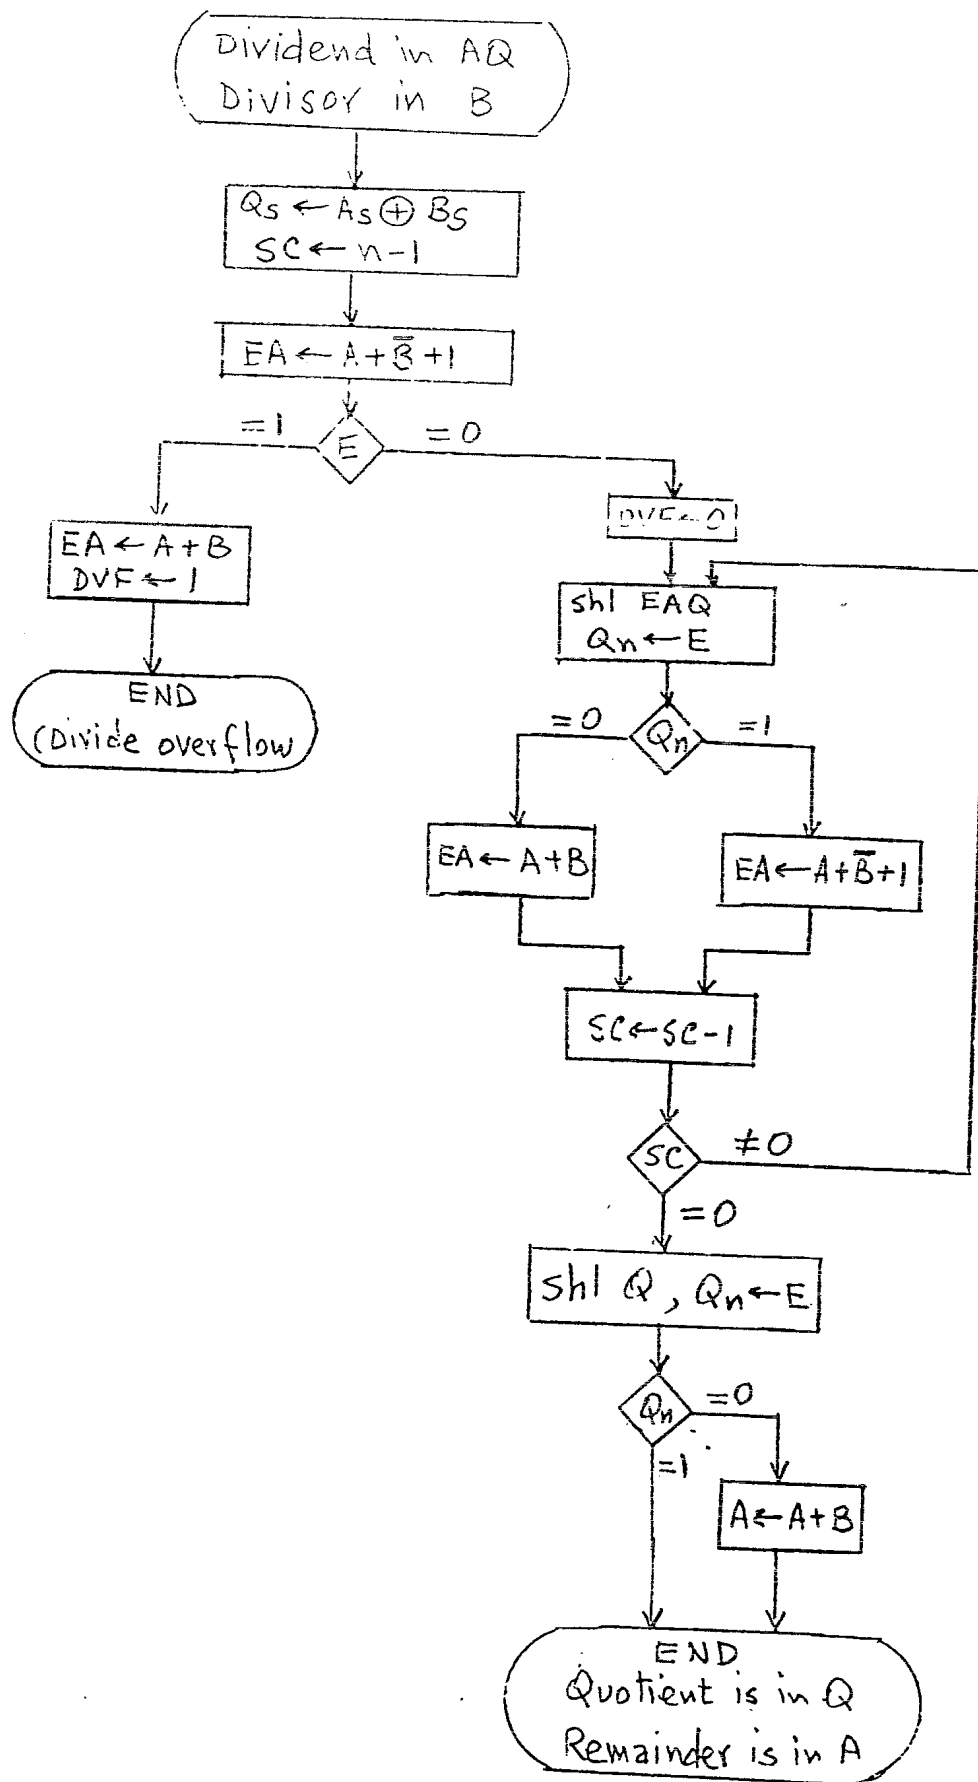 Dividend in AQ
Divisor in B
Qs ← As ⊕ Bs
SC ← n-1
EA ← A + B̅ + 1
E
=1
=0
EA ← A + B
DVF ← 1
END
(Divide overflow
DVF ← 0
shl EAQ
Qn ← E
Qn
=0
=1
EA ← A + B
EA ← A + B̅ + 1
SC ← SC - 1
SC
≠0
=0
Shl Q, Qn ← E
Qn
=0
=1
A ← A + B
END
Quotient is in Q
Remainder is in A